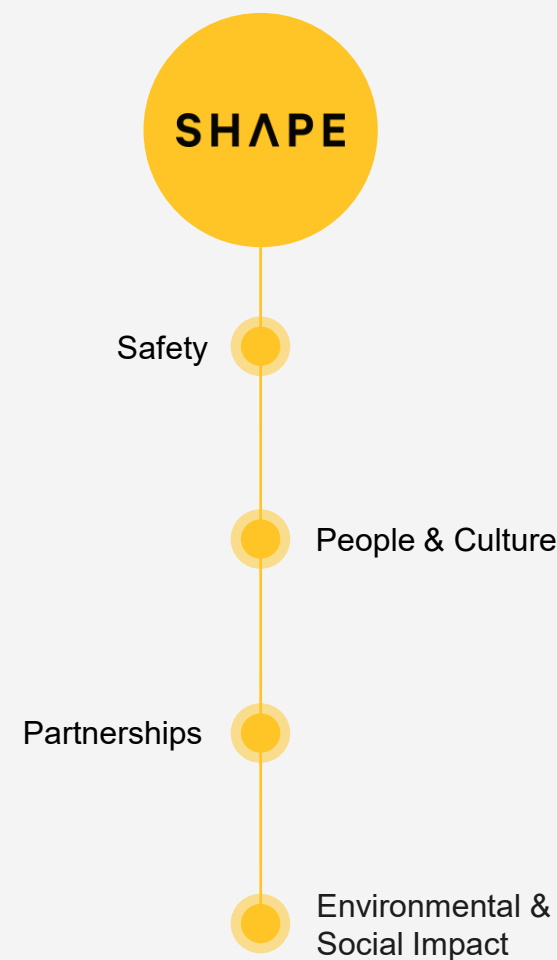 SHAPE
Safety
People & Culture
Partnerships
Environmental &
Social Impact